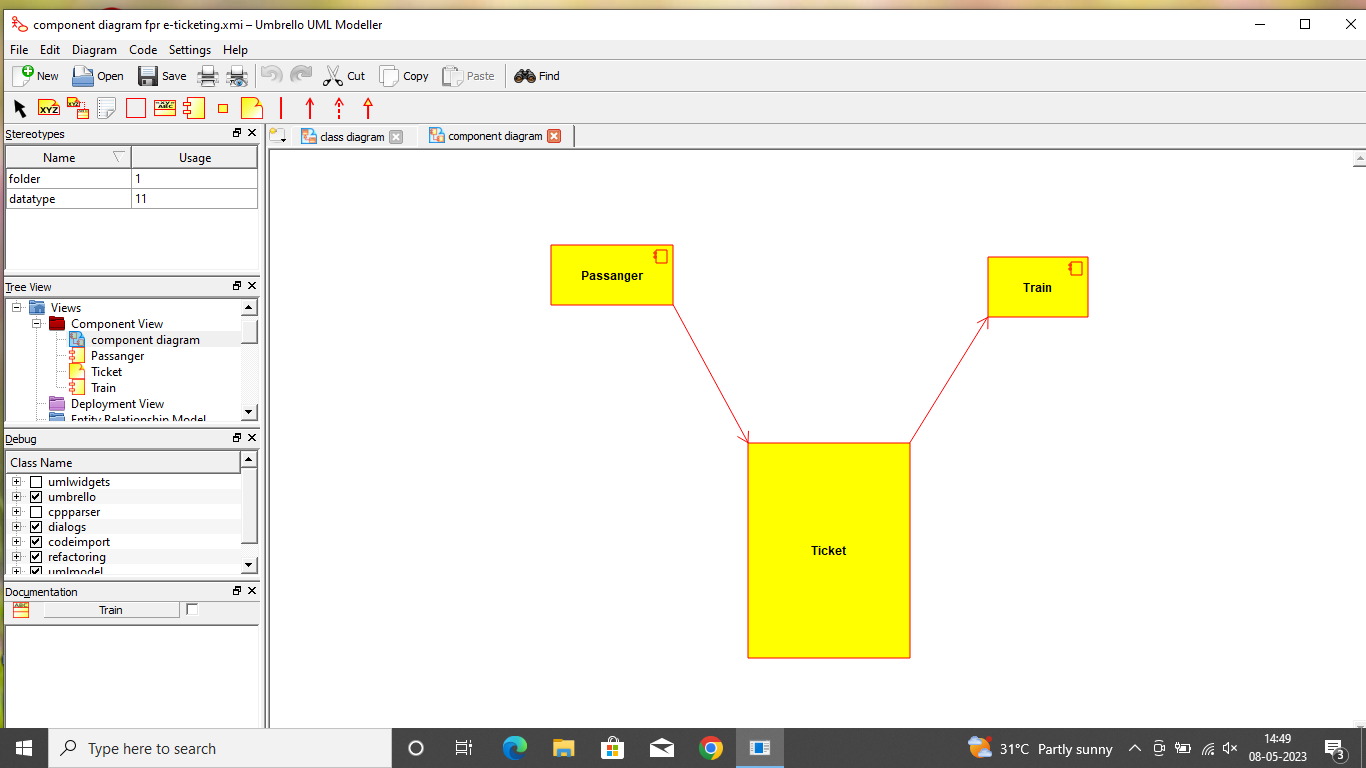 component diagram fpr e-ticketing.xmi – Umbrello UML Modeller
File Edit Diagram Code Settings Help
New Open Save Cut Copy Paste Find
XYZ XYZ ABC
Stereotypes
Name Usage
folder 1
datatype 11
Tree View
Views
Component View
component diagram
Passanger
Ticket
Train
Deployment View
Entity Relationship Model
Debug
Class Name
umlwidgets
umbrello
cppparser
dialogs
codeimport
refactoring
umlmodel
Documentation
ABC Train
class diagram component diagram
Passanger
Train
Ticket
Type here to search
31°C Partly sunny
14:49
08-05-2023
3